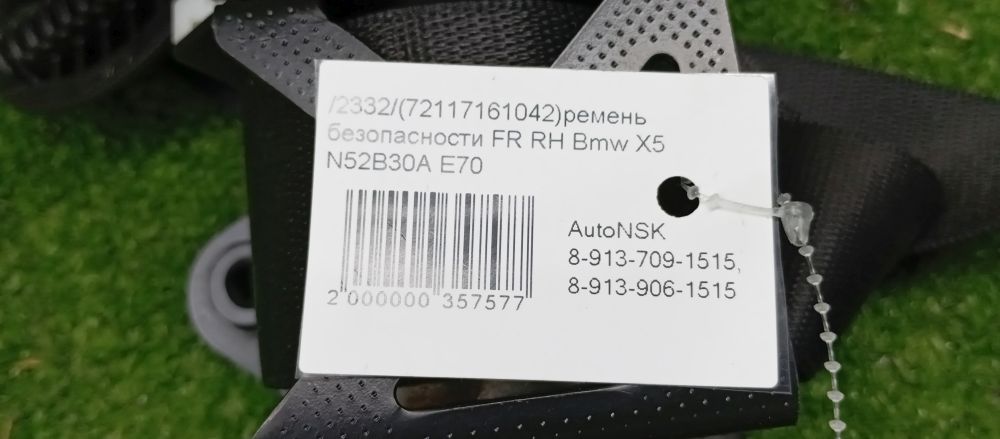 /2332/(72117161042)ремень
безопасности FR RH Bmw X5
N52B30A E70
AutoNSK
8-913-709-1515,
8-913-906-1515
2 000000 357577